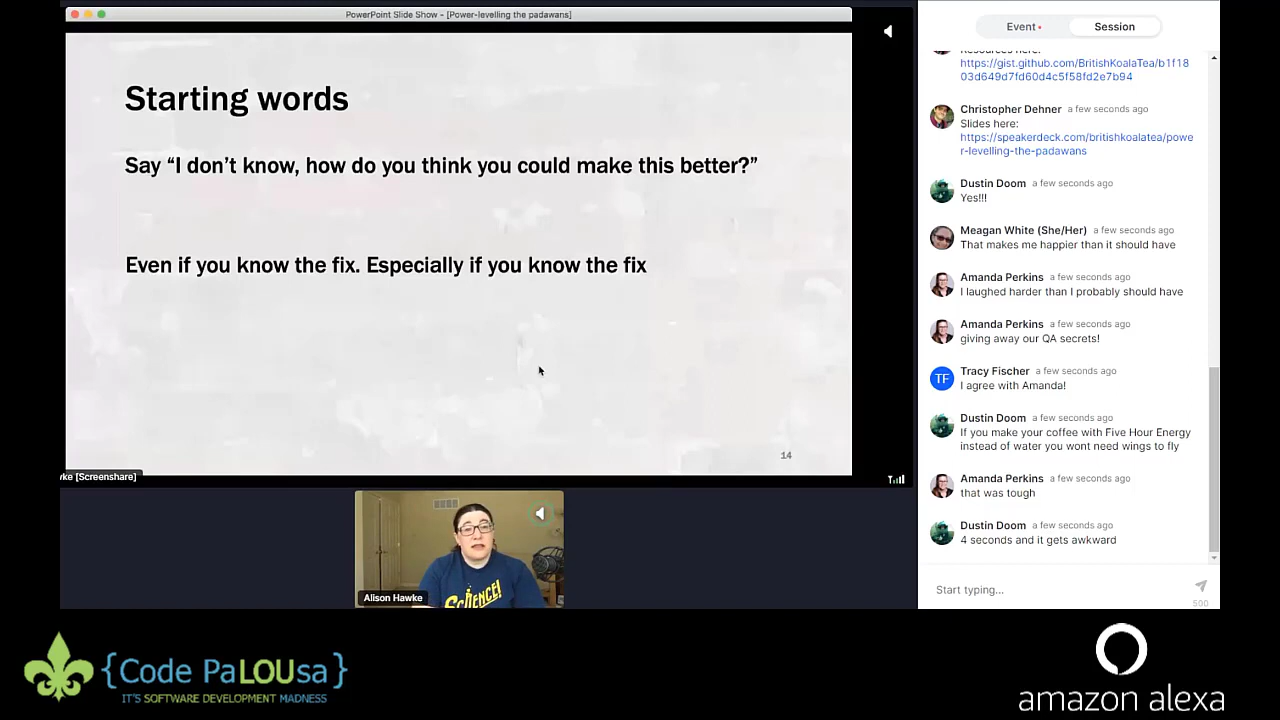 PowerPoint Slide Show - [Power-levelling the padawans]
Starting words
Say “I don’t know, how do you think you could make this better?”
Even if you know the fix. Especially if you know the fix
14
[Screenshare]
Alison Hawke
SCIENCE!
Event
Session
Resources here:
https://gist.github.com/BritishKoalaTea/b1f18
03d649d7fd60d4c5f58fd2e7b94
Christopher Dehner a few seconds ago
Slides here:
https://speakerdeck.com/britishkoalatea/powe
r-levelling-the-padawans
Dustin Doom a few seconds ago
Yes!!!
Meagan White (She/Her) a few seconds ago
That makes me happier than it should have
Amanda Perkins a few seconds ago
I laughed harder than I probably should have
Amanda Perkins a few seconds ago
giving away our QA secrets!
TF
Tracy Fischer a few seconds ago
I agree with Amanda!
Dustin Doom a few seconds ago
If you make your coffee with Five Hour Energy
instead of water you wont need wings to fly
Amanda Perkins a few seconds ago
that was tough
Dustin Doom a few seconds ago
4 seconds and it gets awkward
Start typing...
500
{Code PaLOUsa}
IT'S SOFTWARE DEVELOPMENT MADNESS
amazon alexa